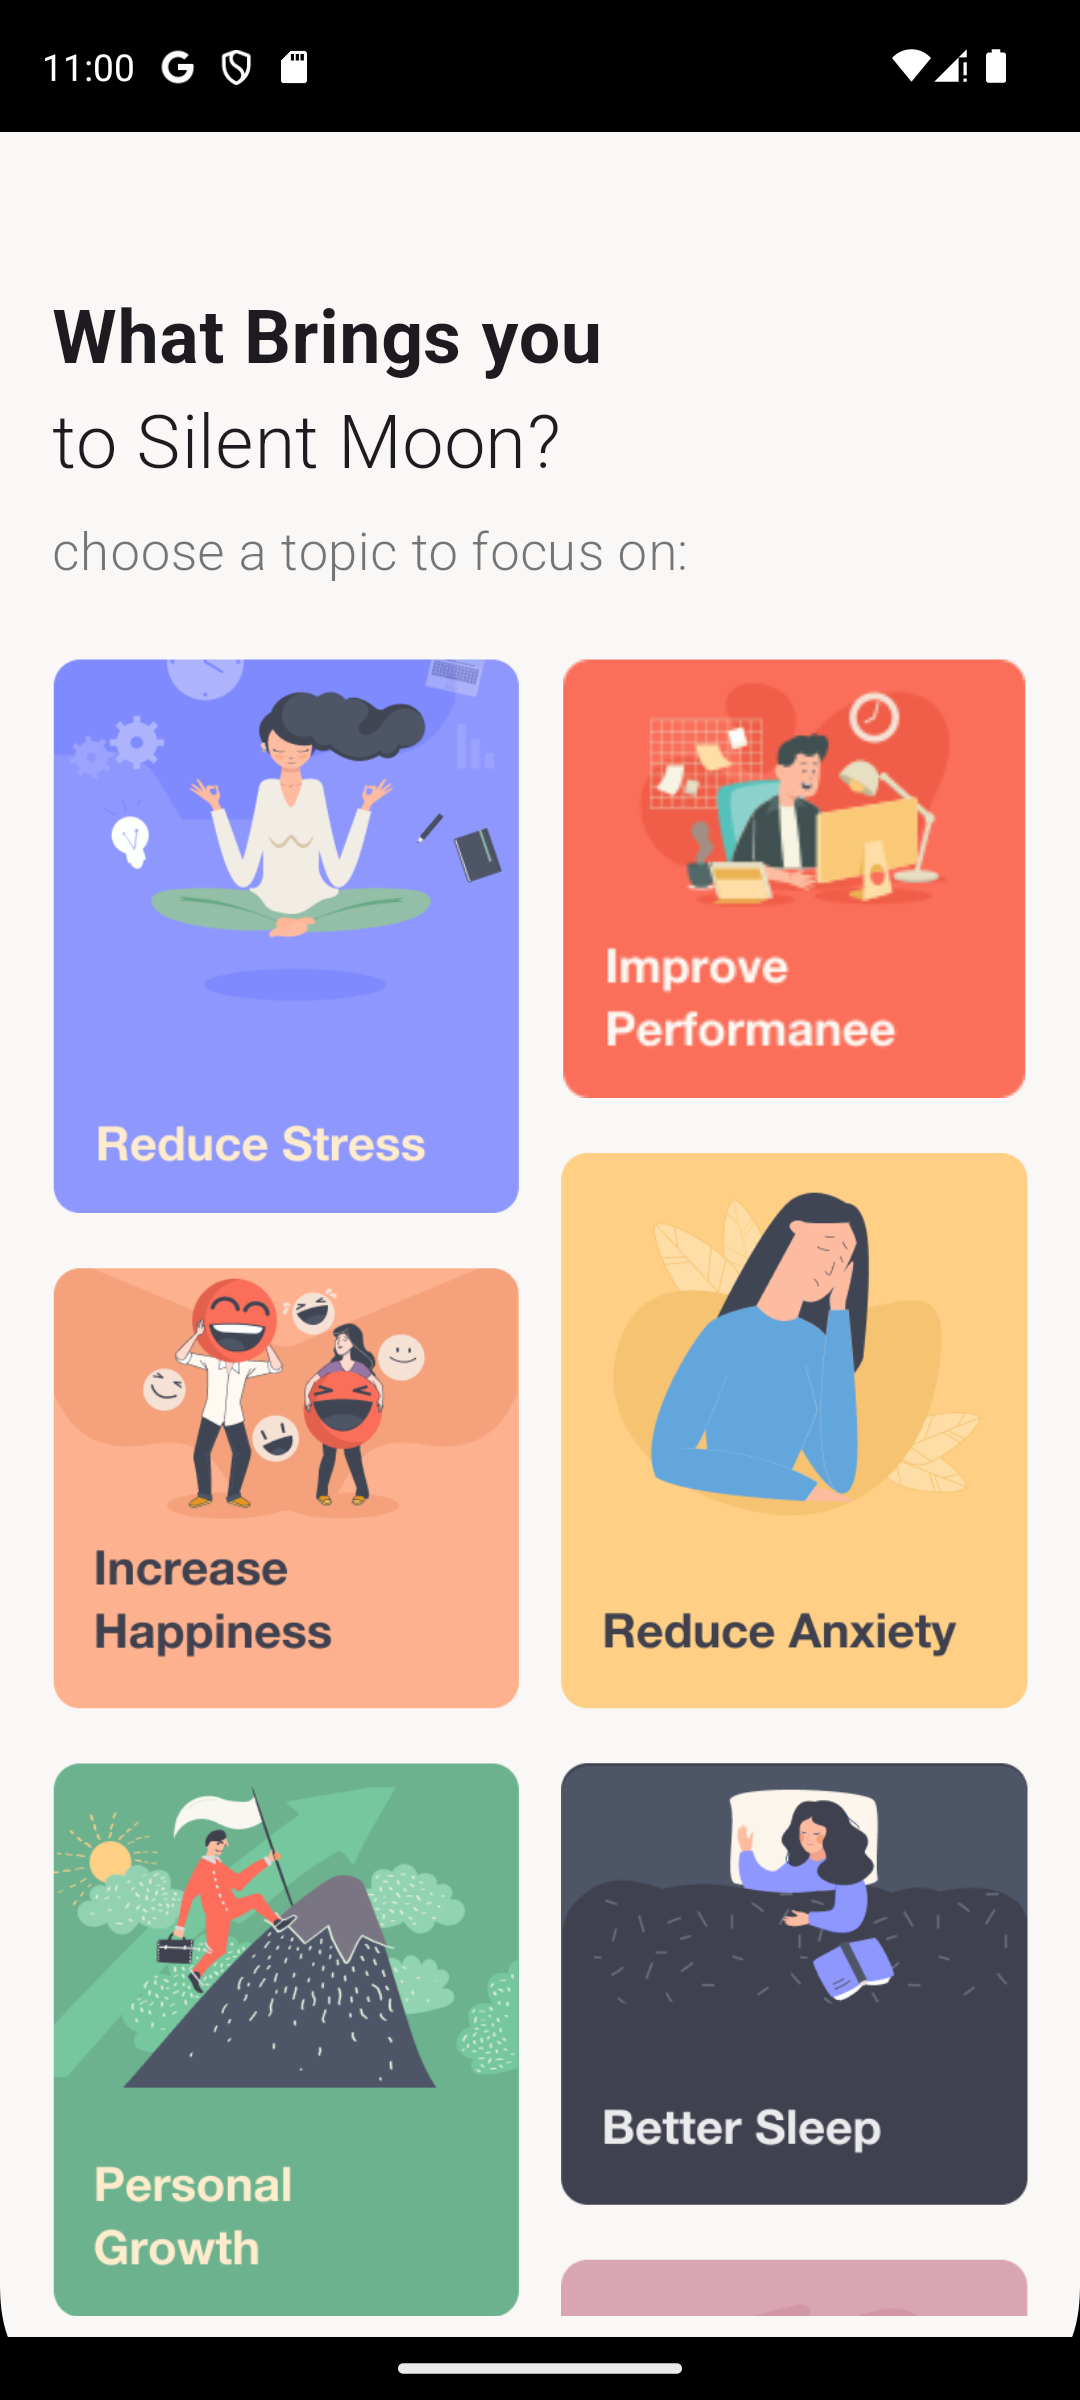 11:00
What Brings you
to Silent Moon?
choose a topic to focus on:
Reduce Stress
Improve
Performanee
Increase
Happiness
Reduce Anxiety
Personal
Growth
Better Sleep